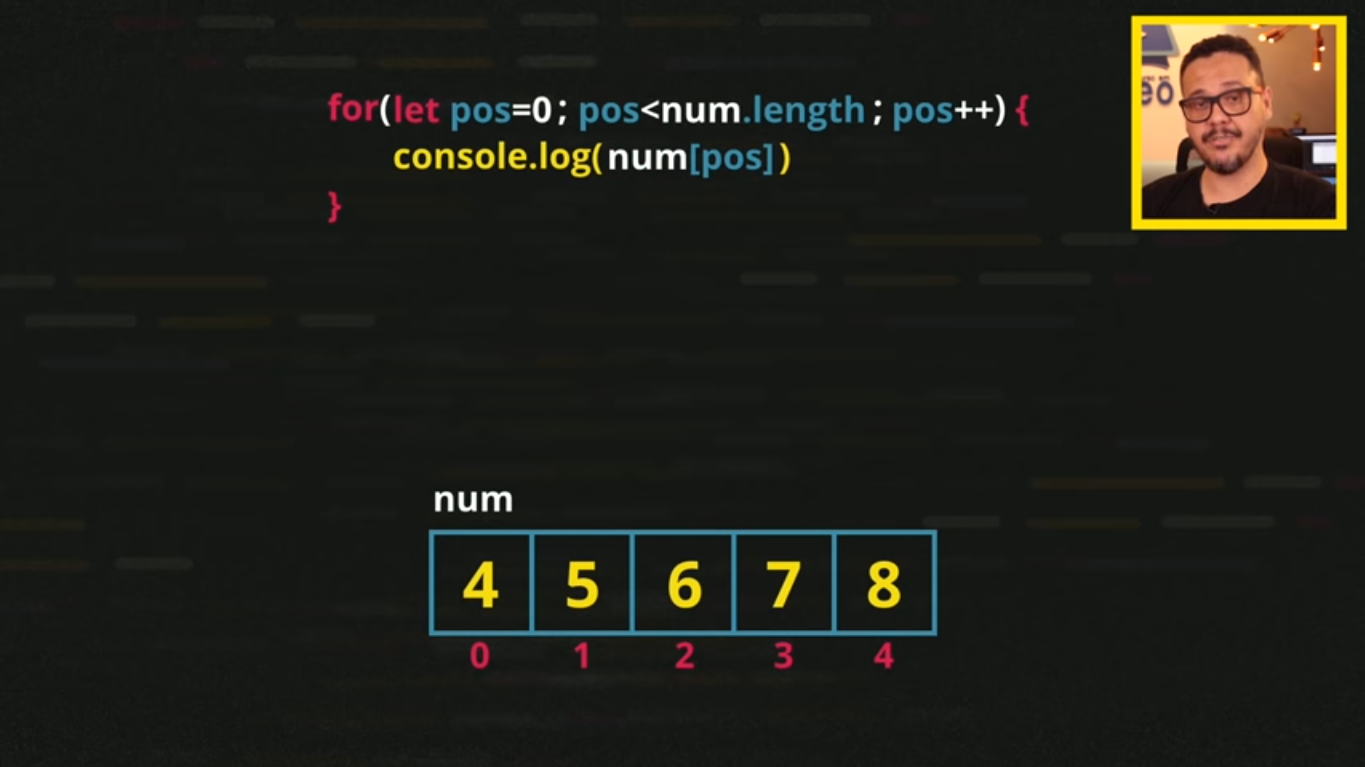 for(let pos=0; pos<num.length; pos++) {
console.log(num[pos])
}
num
4 5 6 7 8
0 1 2 3 4